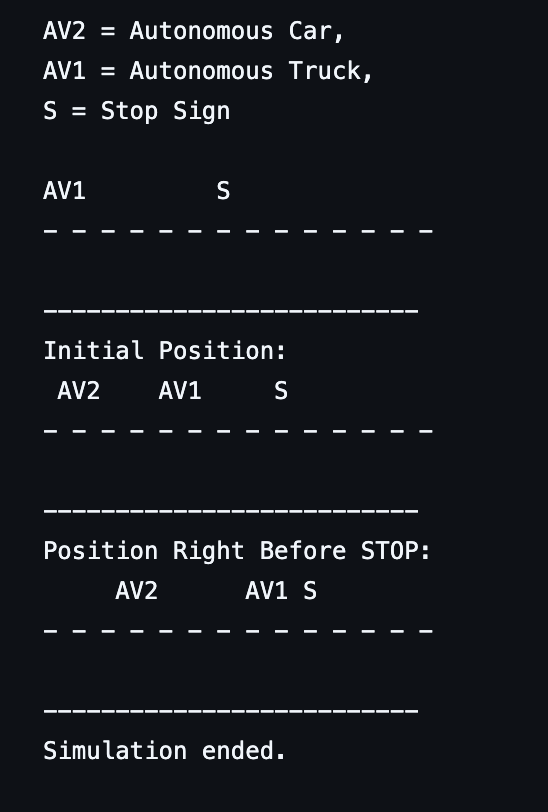 AV2 = Autonomous Car,
AV1 = Autonomous Truck,
S = Stop Sign
AV1         S
- - - - - - - - - - - - - -
--------------------------
Initial Position:
 AV2    AV1     S
- - - - - - - - - - - - - -
--------------------------
Position Right Before STOP:
     AV2      AV1 S
- - - - - - - - - - - - - -
--------------------------
Simulation ended.